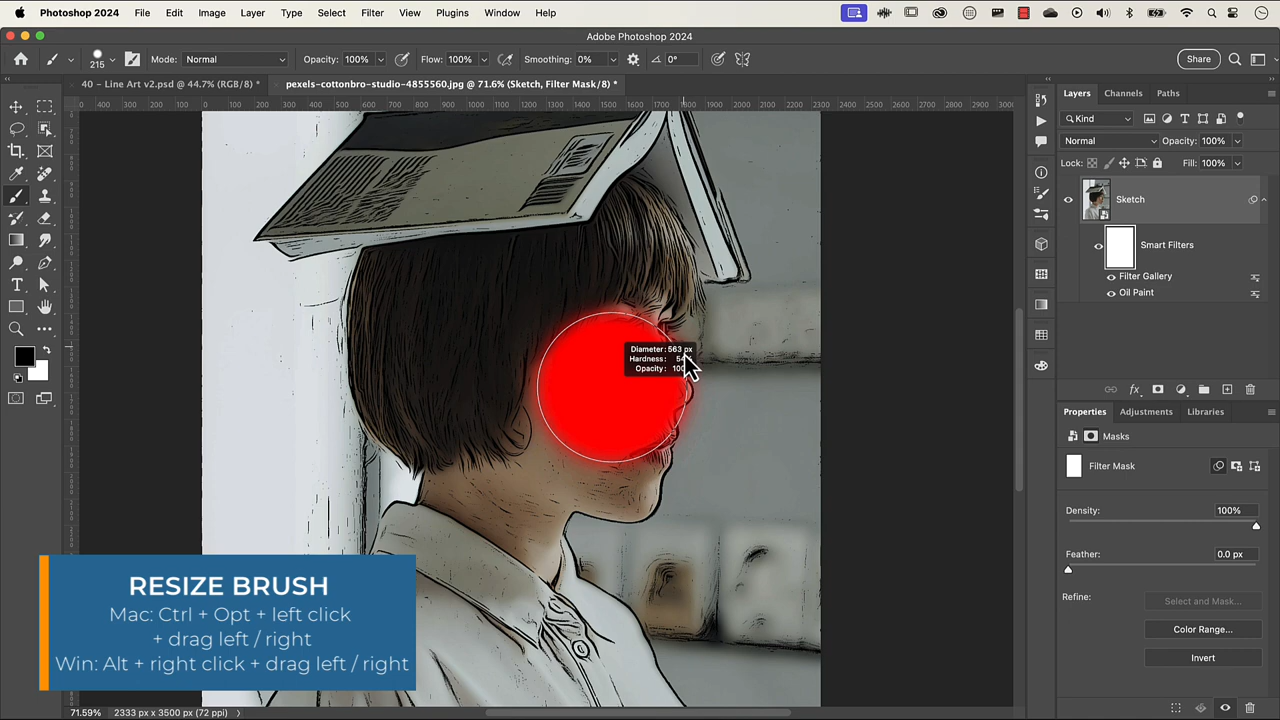 Photoshop 2024 File Edit Image Layer Type Select Filter View Plugins Window Help
Adobe Photoshop 2024
215 Mode: Normal Opacity: 100% Flow: 100% Smoothing: 0% 0° Share
40 – Line Art v2.psd @ 44.7% (RGB/8) * pexels-cottonbro-studio-4855560.jpg @ 71.6% (Sketch, Filter Mask/8) *
Layers Channels Paths
Kind
Normal Opacity: 100%
Lock: Fill: 100%
Sketch
Smart Filters
Filter Gallery
Oil Paint
Diameter: 563 px
Hardness: 54
Opacity: 100
Properties Adjustments Libraries
Masks
Filter Mask
Density: 100%
Feather: 0.0 px
Refine: Select and Mask...
Color Range...
Invert
RESIZE BRUSH
Mac: Ctrl + Opt + left click
+ drag left / right
Win: Alt + right click + drag left / right
71.59% 2333 px x 3500 px (72 ppi)